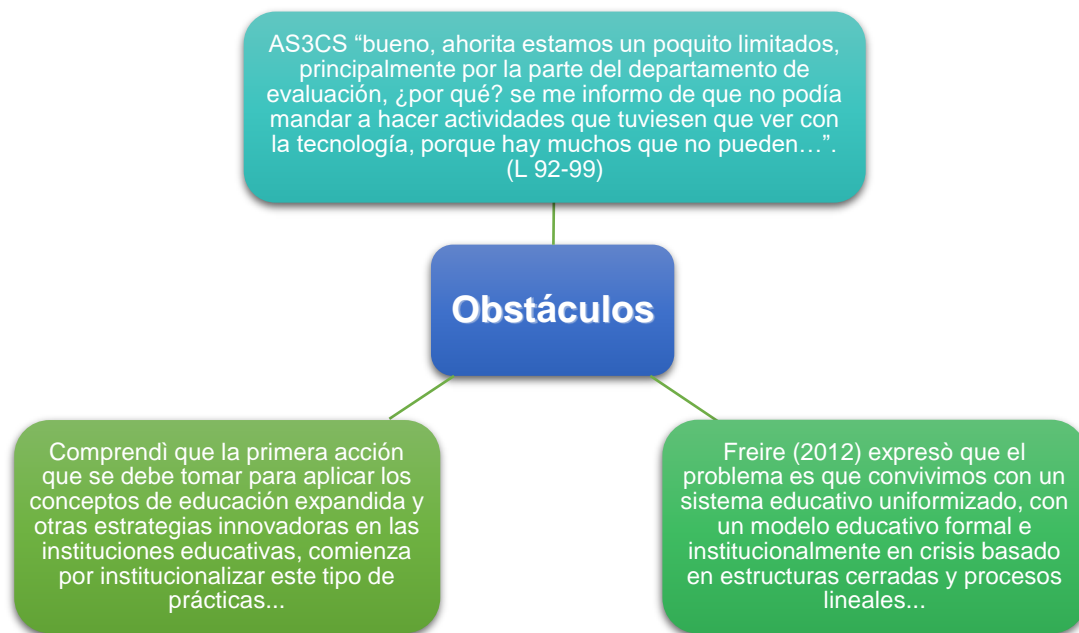 AS3CS “bueno, ahorita estamos un poquito limitados,
principalmente por la parte del departamento de
evaluación, ¿por qué? se me informo de que no podía
mandar a hacer actividades que tuviesen que ver con
la tecnología, porque hay muchos que no pueden…”.
(L 92-99)
Obstáculos
Comprendì que la primera acción
que se debe tomar para aplicar los
conceptos de educación expandida y
otras estrategias innovadoras en las
instituciones educativas, comienza
por institucionalizar este tipo de
prácticas...
Freire (2012) expresò que el
problema es que convivimos con un
sistema educativo uniformizado, con
un modelo educativo formal e
institucionalmente en crisis basado
en estructuras cerradas y procesos
lineales...